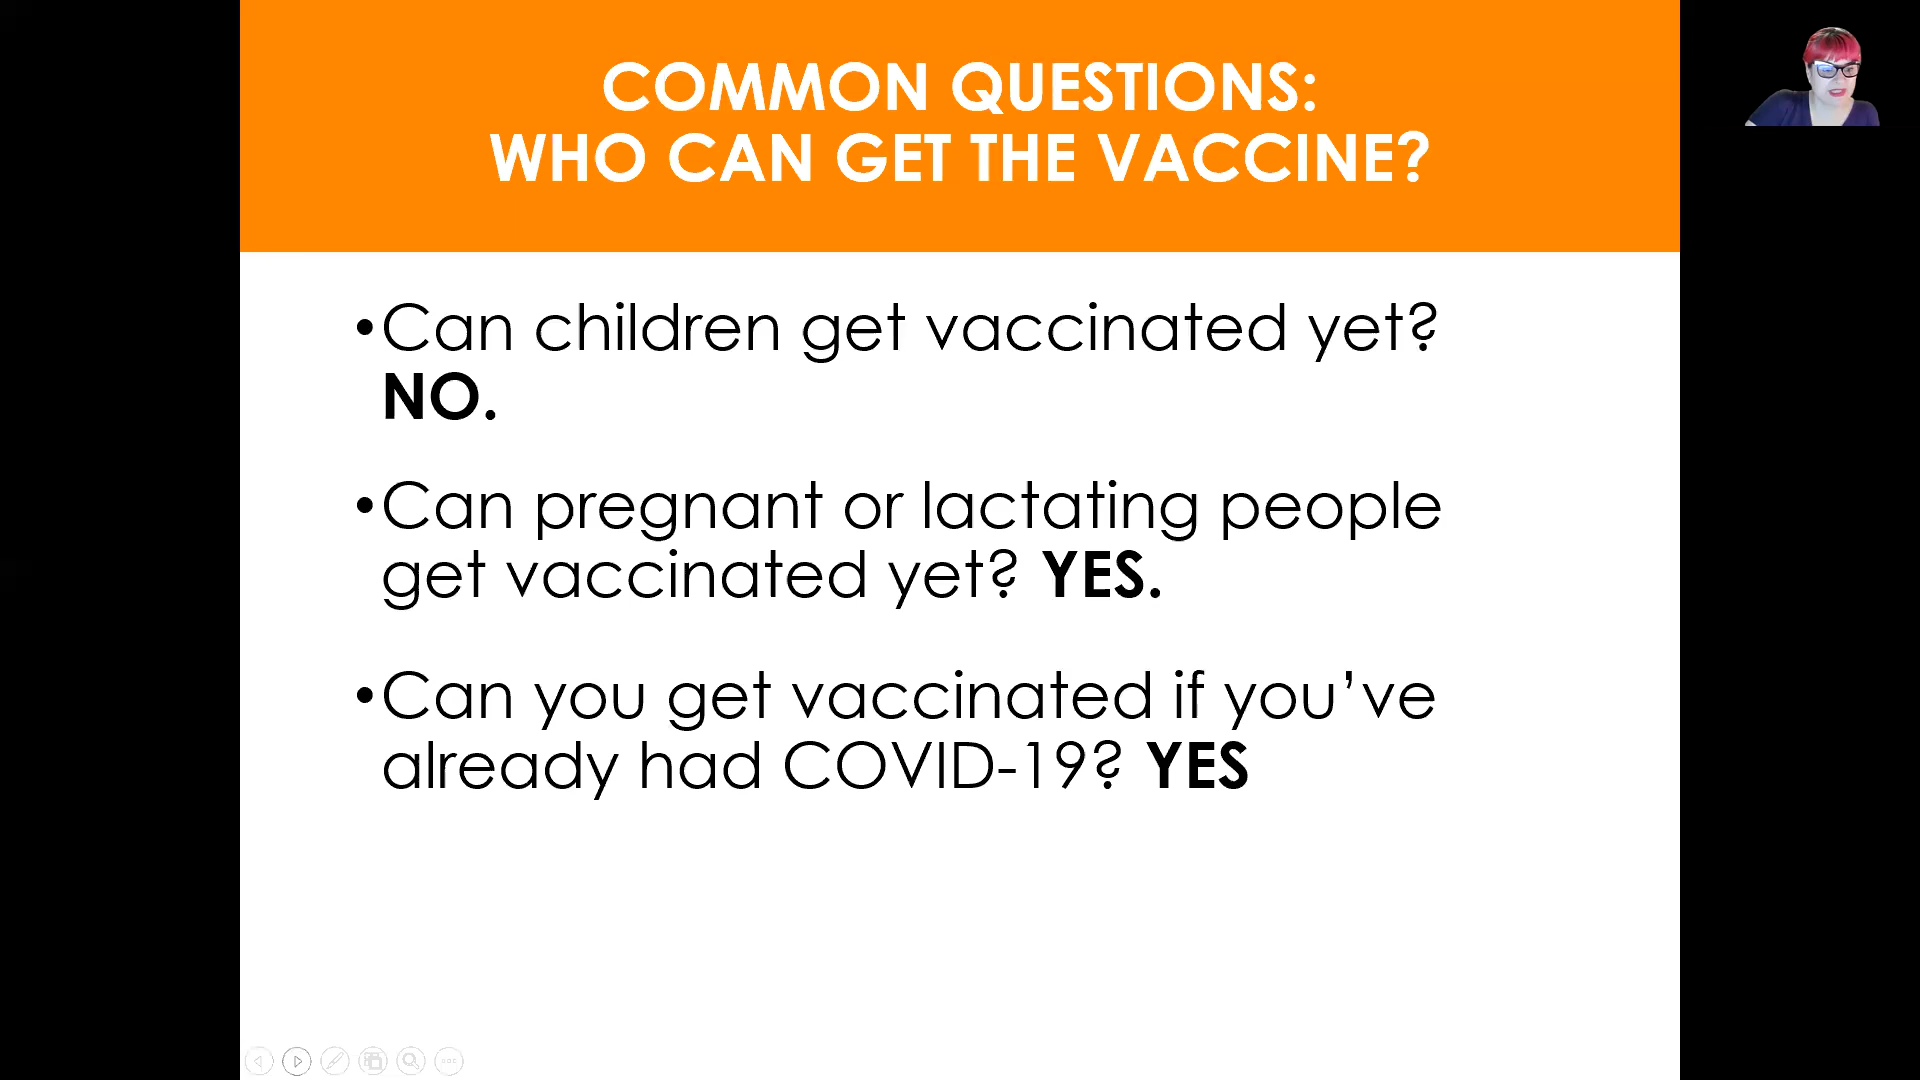 COMMON QUESTIONS:
WHO CAN GET THE VACCINE?
•Can children get vaccinated yet?
NO.
•Can pregnant or lactating people
get vaccinated yet? YES.
•Can you get vaccinated if you’ve
already had COVID-19? YES